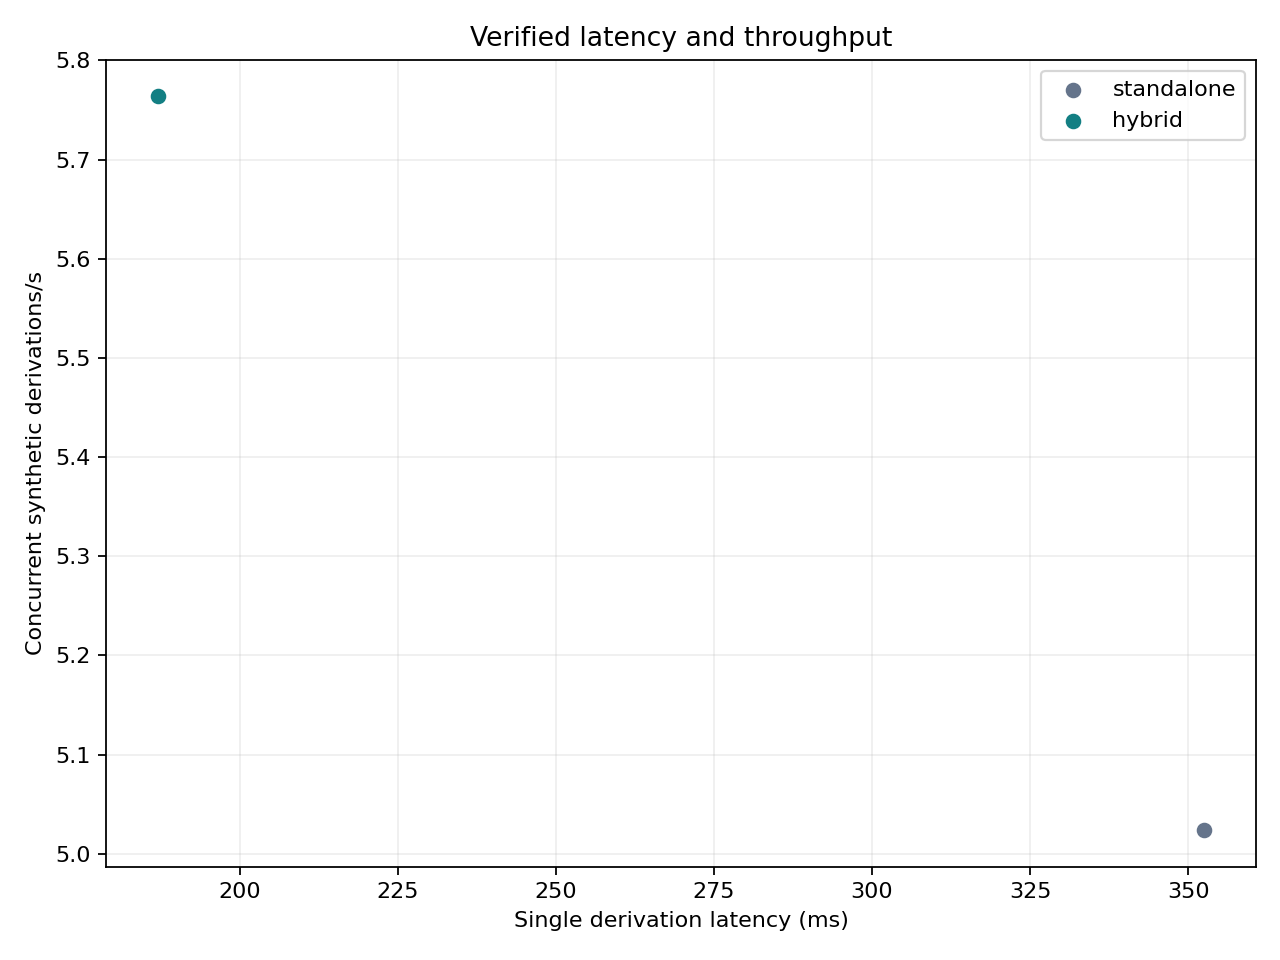 Verified latency and throughput
standalone
hybrid
5.8
5.7
5.6
5.5
5.4
5.3
5.2
5.1
5.0
Concurrent synthetic derivations/s
200 225 250 275 300 325 350
Single derivation latency (ms)